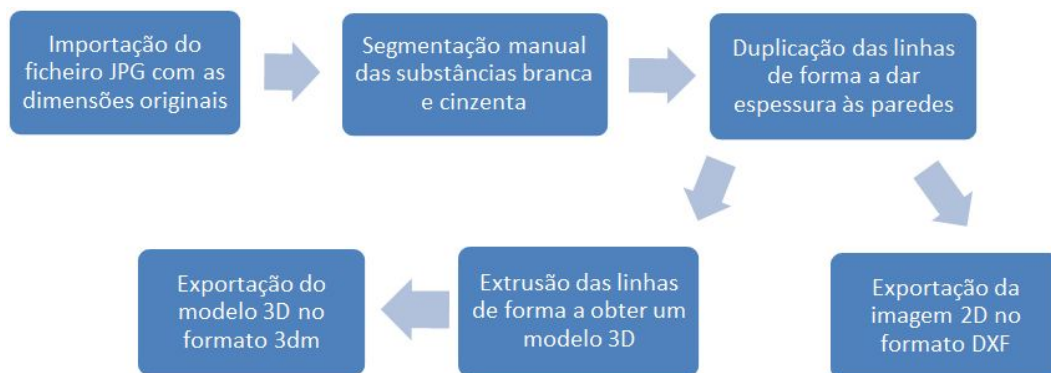 Importação do
ficheiro JPG com as
dimensões originais
Segmentação manual
das substâncias branca
e cinzenta
Duplicação das linhas
de forma a dar
espessura às paredes
Exportação do
modelo 3D no
formato 3dm
Extrusão das linhas
de forma a obter um
modelo 3D
Exportação da
imagem 2D no
formato DXF